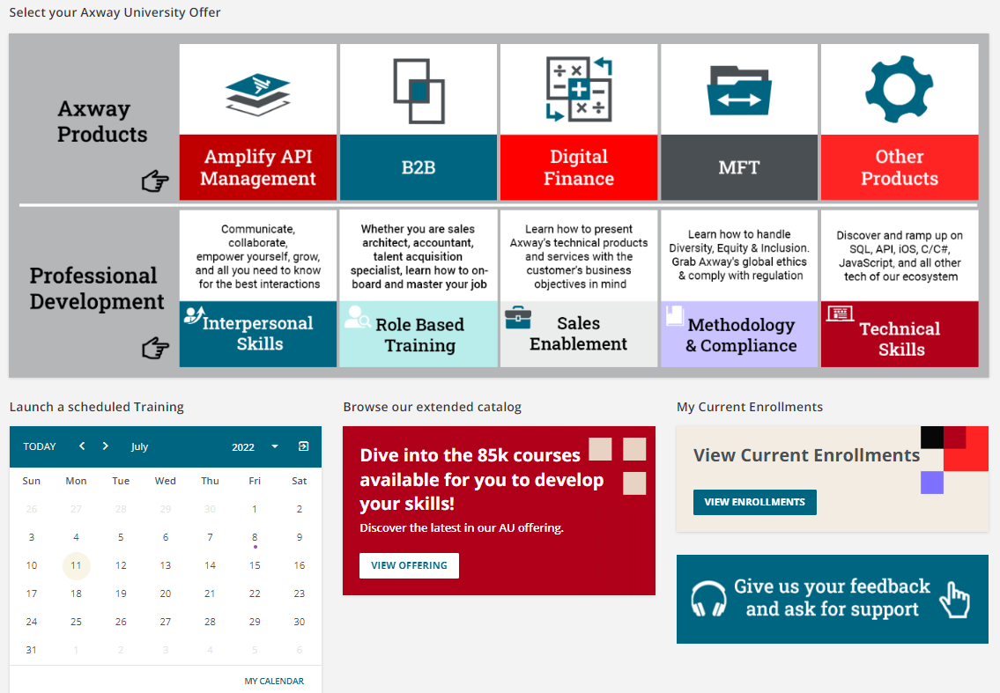 Select your Axway University Offer
Axway
Products
Amplify API
Management
B2B
Digital
Finance
MFT
Other
Products
Professional
Development
Communicate,
collaborate,
empower yourself, grow,
and all you need to know
for the best interactions
Interpersonal
Skills
Whether you are sales
architect, accountant,
talent acquisition
specialist, learn how to on-
board and master your job
Role Based
Training
Learn how to present
Axway's technical products
and services with the
customer's business
objectives in mind
Sales
Enablement
Learn how to handle
Diversity, Equity & Inclusion.
Grab Axway's global ethics
& comply with regulation
Methodology
& Compliance
Discover and ramp up on
SQL, API, iOS, C/C#,
JavaScript, and all other
tech of our ecosystem
Technical
Skills
Launch a scheduled Training
TODAY July 2022
Sun Mon Tue Wed Thu Fri Sat
26 27 28 29 30 1 2
3 4 5 6 7 8 9
10 11 12 13 14 15 16
17 18 19 20 21 22 23
24 25 26 27 28 29 30
31 1 2 3 4 5 6
MY CALENDAR
Browse our extended catalog
Dive into the 85k courses
available for you to develop
your skills!
Discover the latest in our AU offering.
VIEW OFFERING
My Current Enrollments
View Current Enrollments
VIEW ENROLLMENTS
Give us your feedback
and ask for support